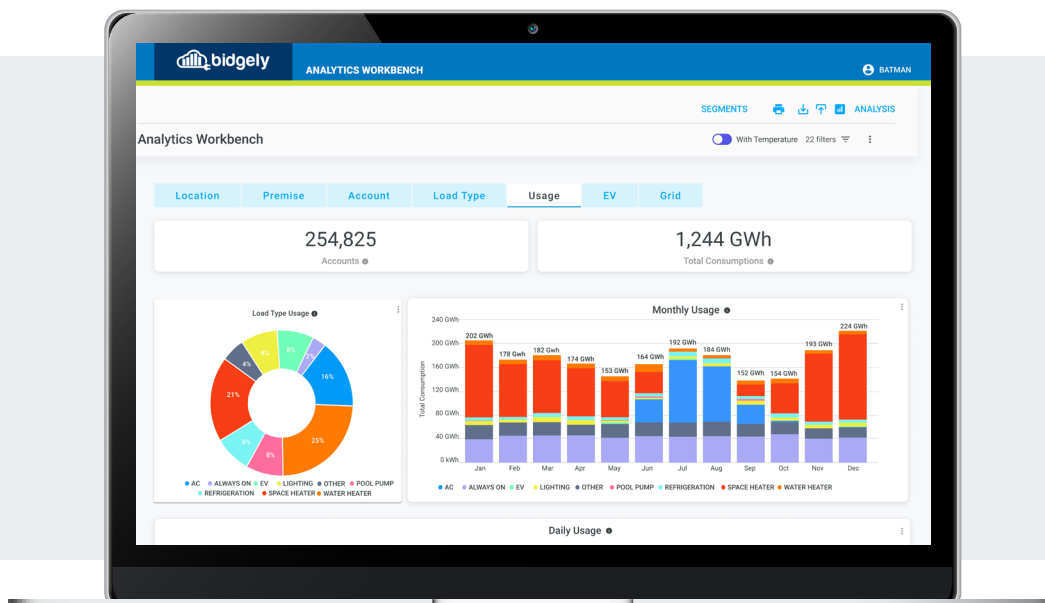 bidgely
ANALYTICS WORKBENCH
BATMAN
SEGMENTS
ANALYSIS
Analytics Workbench
With Temperature 22 filters
Location Premise Account Load Type Usage EV Grid
254,825
Accounts
1,244 GWh
Total Consumptions
Load Type Usage
16%
25%
8%
8%
21%
4%
8%
8%
2%
AC ALWAYS ON EV LIGHTING OTHER POOL PUMP
REFRIGERATION SPACE HEATER WATER HEATER
Monthly Usage
Total Consumption
240 GWh
200 GWh
160 GWh
120 GWh
80 GWh
40 GWh
0 kWh
202 GWh
178 Gwh
182 Gwh
174 GWh
153 GWh
164 GWh
192 GWh
184 GWh
152 GWh
154 GWh
193 GWh
224 GWh
Jan Feb Mar Apr May Jun Jul Aug Sep Oct Nov Dec
AC ALWAYS ON EV LIGHTING OTHER POOL PUMP REFRIGERATION SPACE HEATER WATER HEATER
Daily Usage